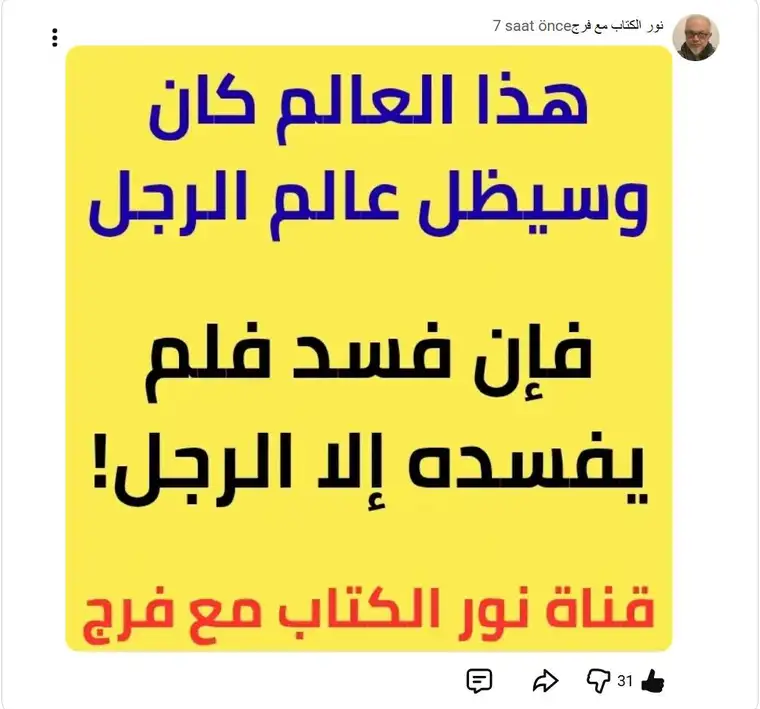 نور الكتاب مع فرج 7 saat önce
هذا العالم كان
وسيظل عالم الرجل
فإن فسد فلم
يفسده إلا الرجل!
قناة نور الكتاب مع فرج
31